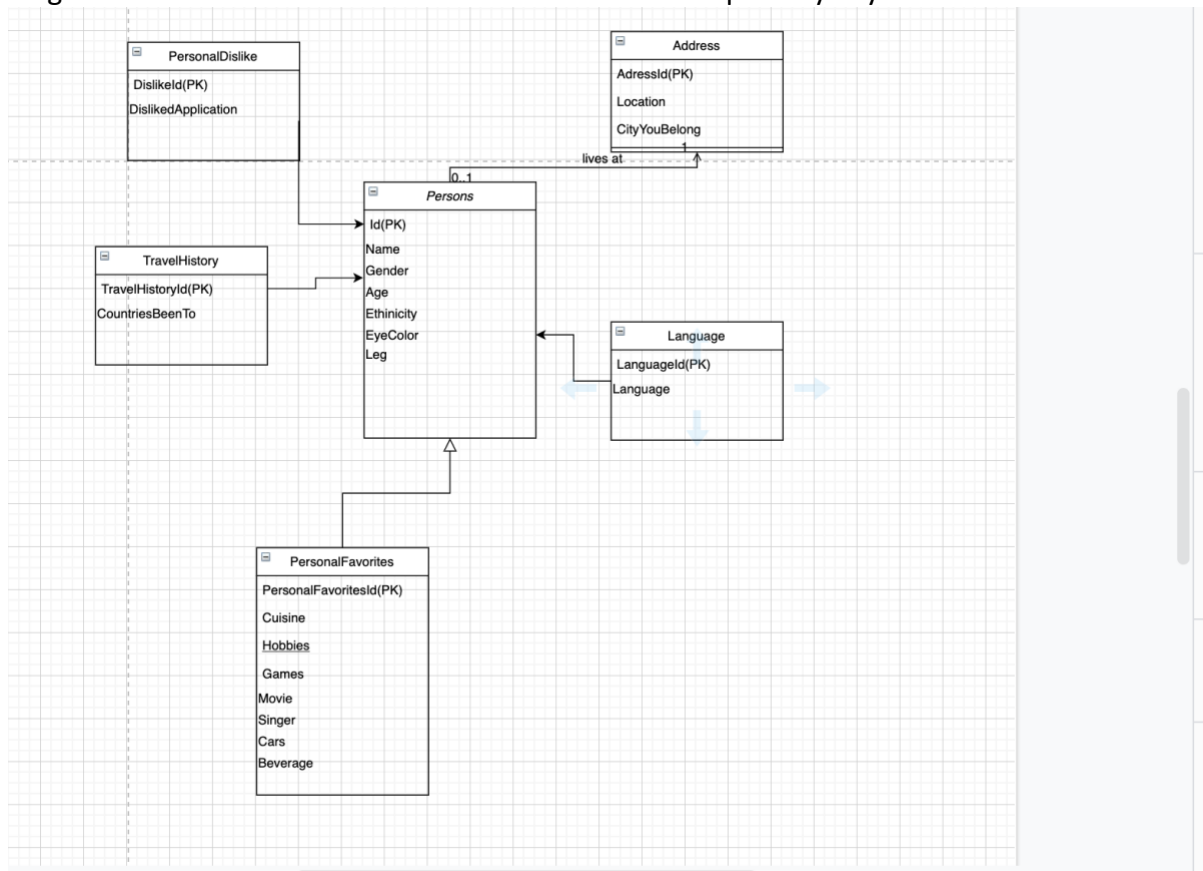 PersonalDislike
DislikeId(PK)
DislikedApplication
Address
AdressId(PK)
Location
CityYouBelong
1
lives at
0..1
Persons
Id(PK)
Name
Gender
Age
Ethinicity
EyeColor
Leg
TravelHistory
TravelHistoryId(PK)
CountriesBeenTo
Language
LanguageId(PK)
Language
PersonalFavorites
PersonalFavoritesId(PK)
Cuisine
Hobbies
Games
Movie
Singer
Cars
Beverage